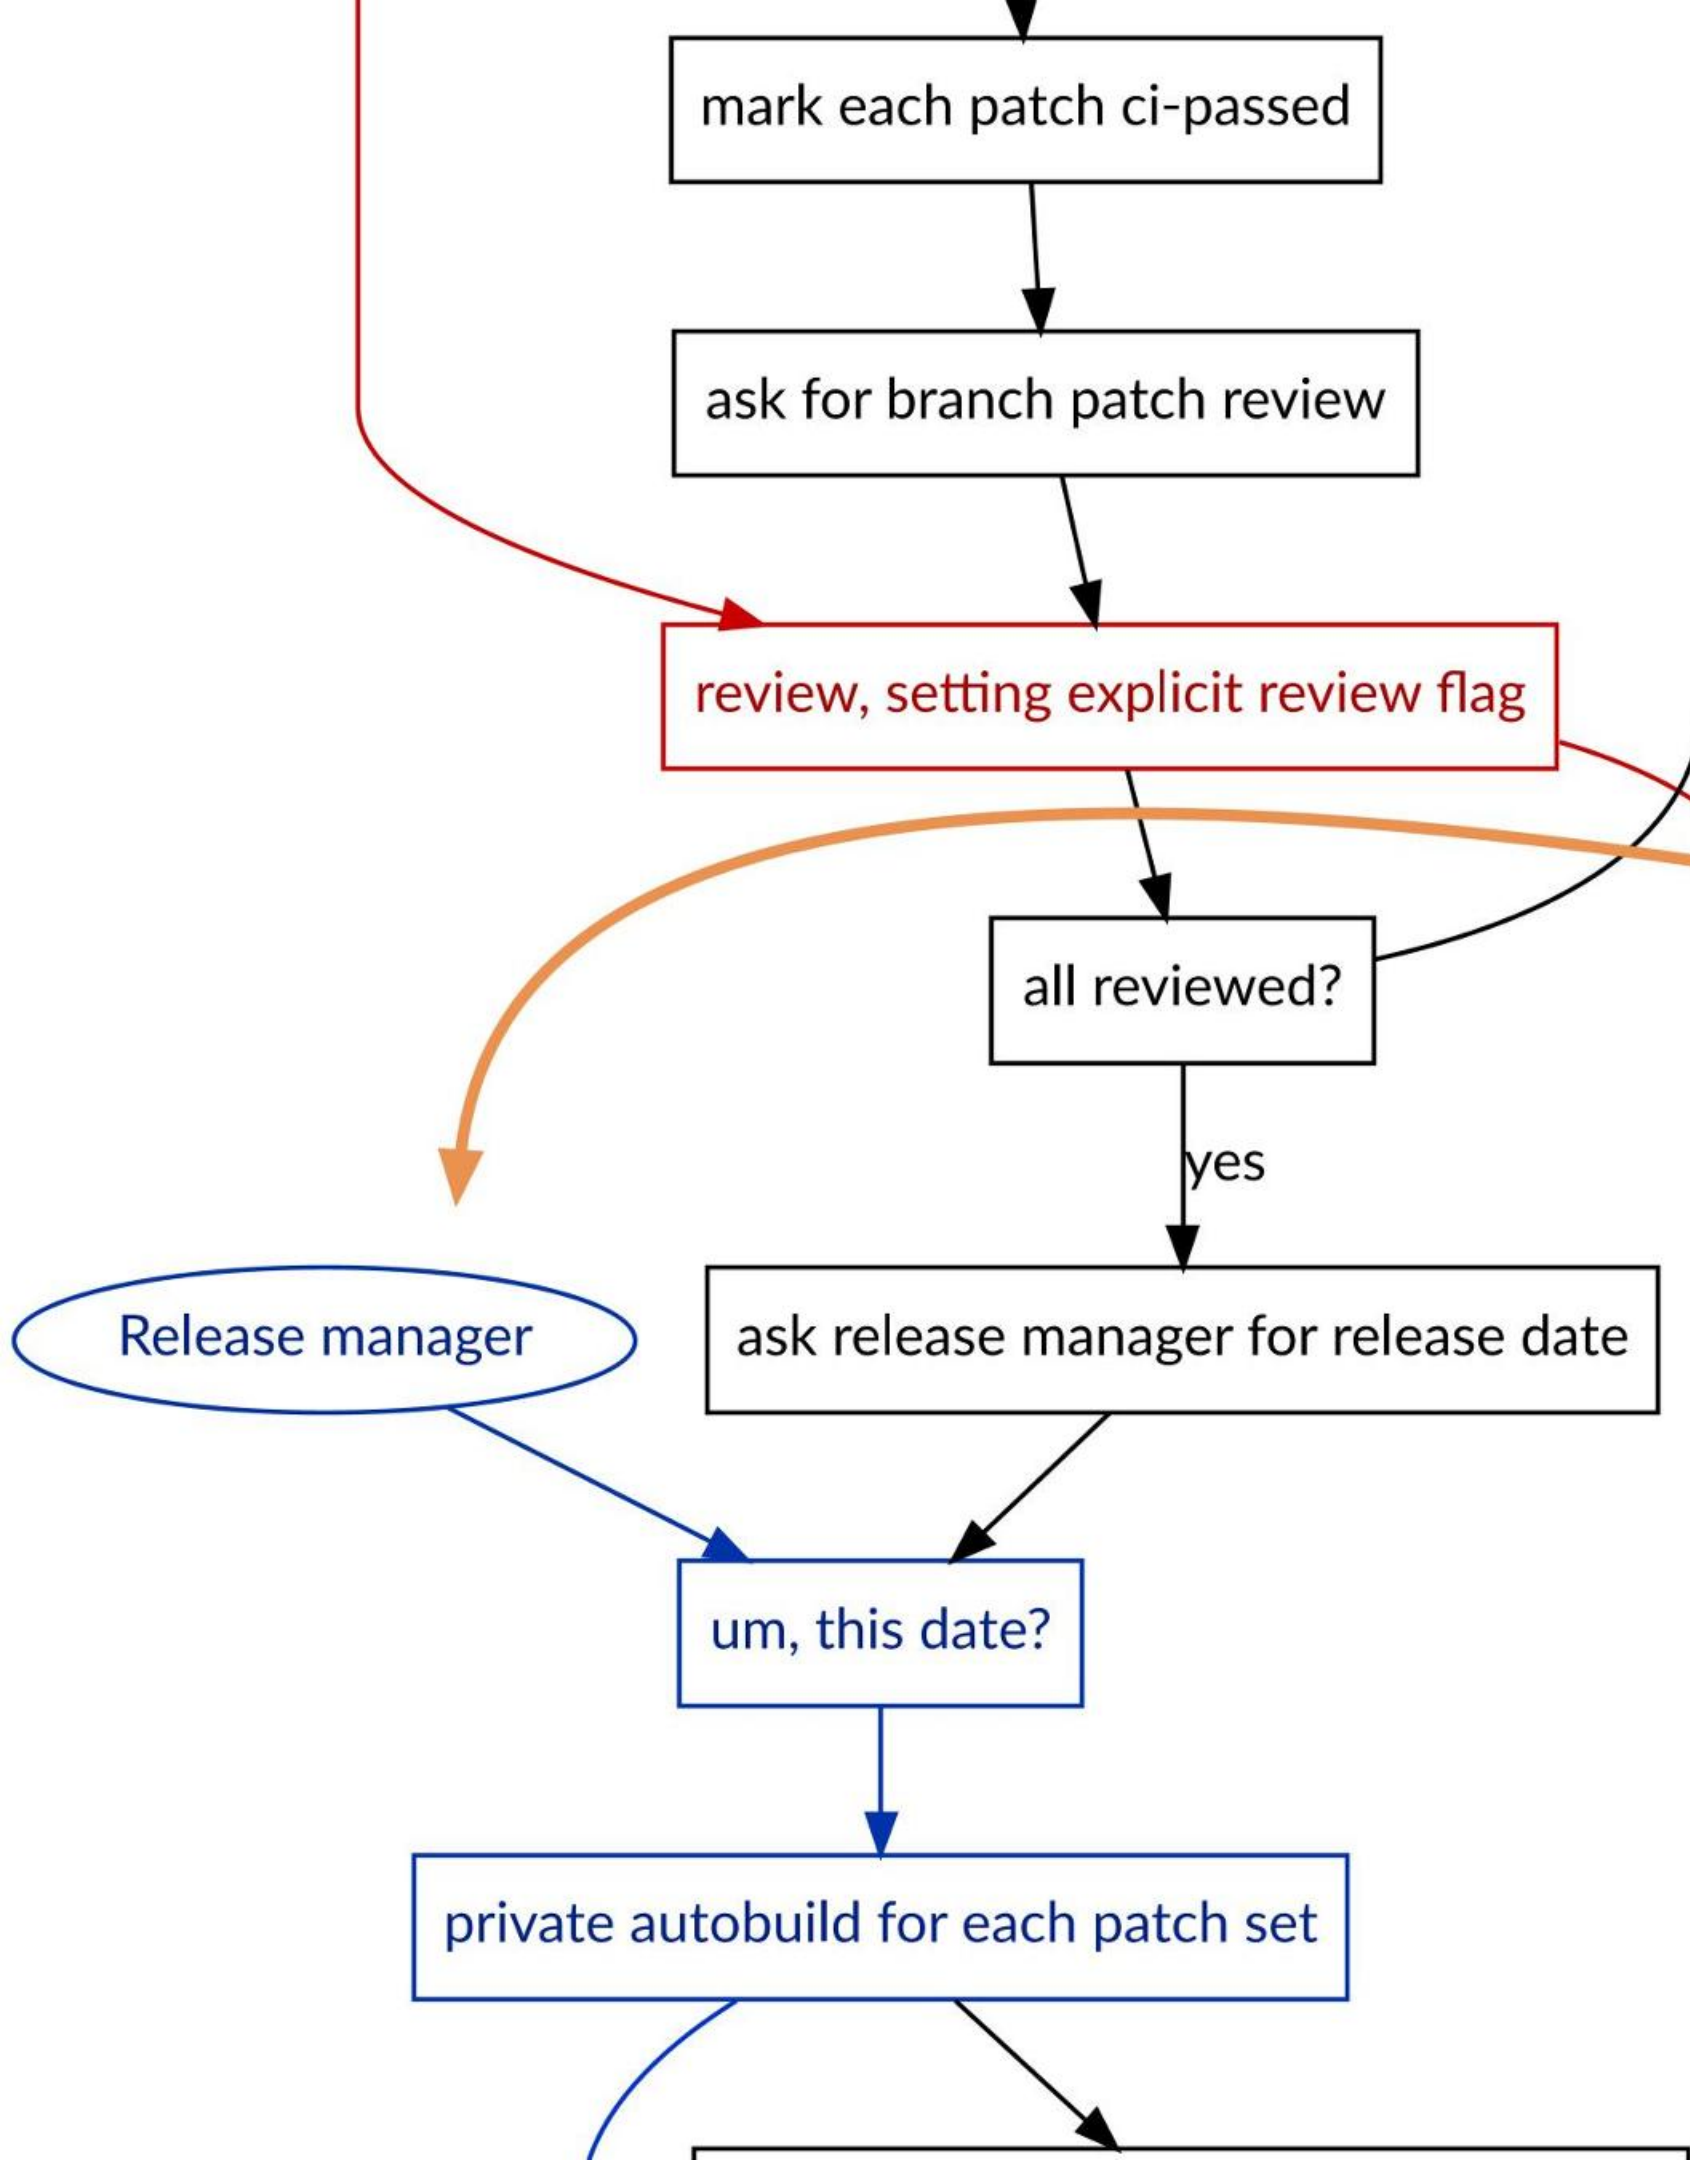 mark each patch ci-passed
ask for branch patch review
review, setting explicit review flag
all reviewed?
yes
Release manager
ask release manager for release date
um, this date?
private autobuild for each patch set